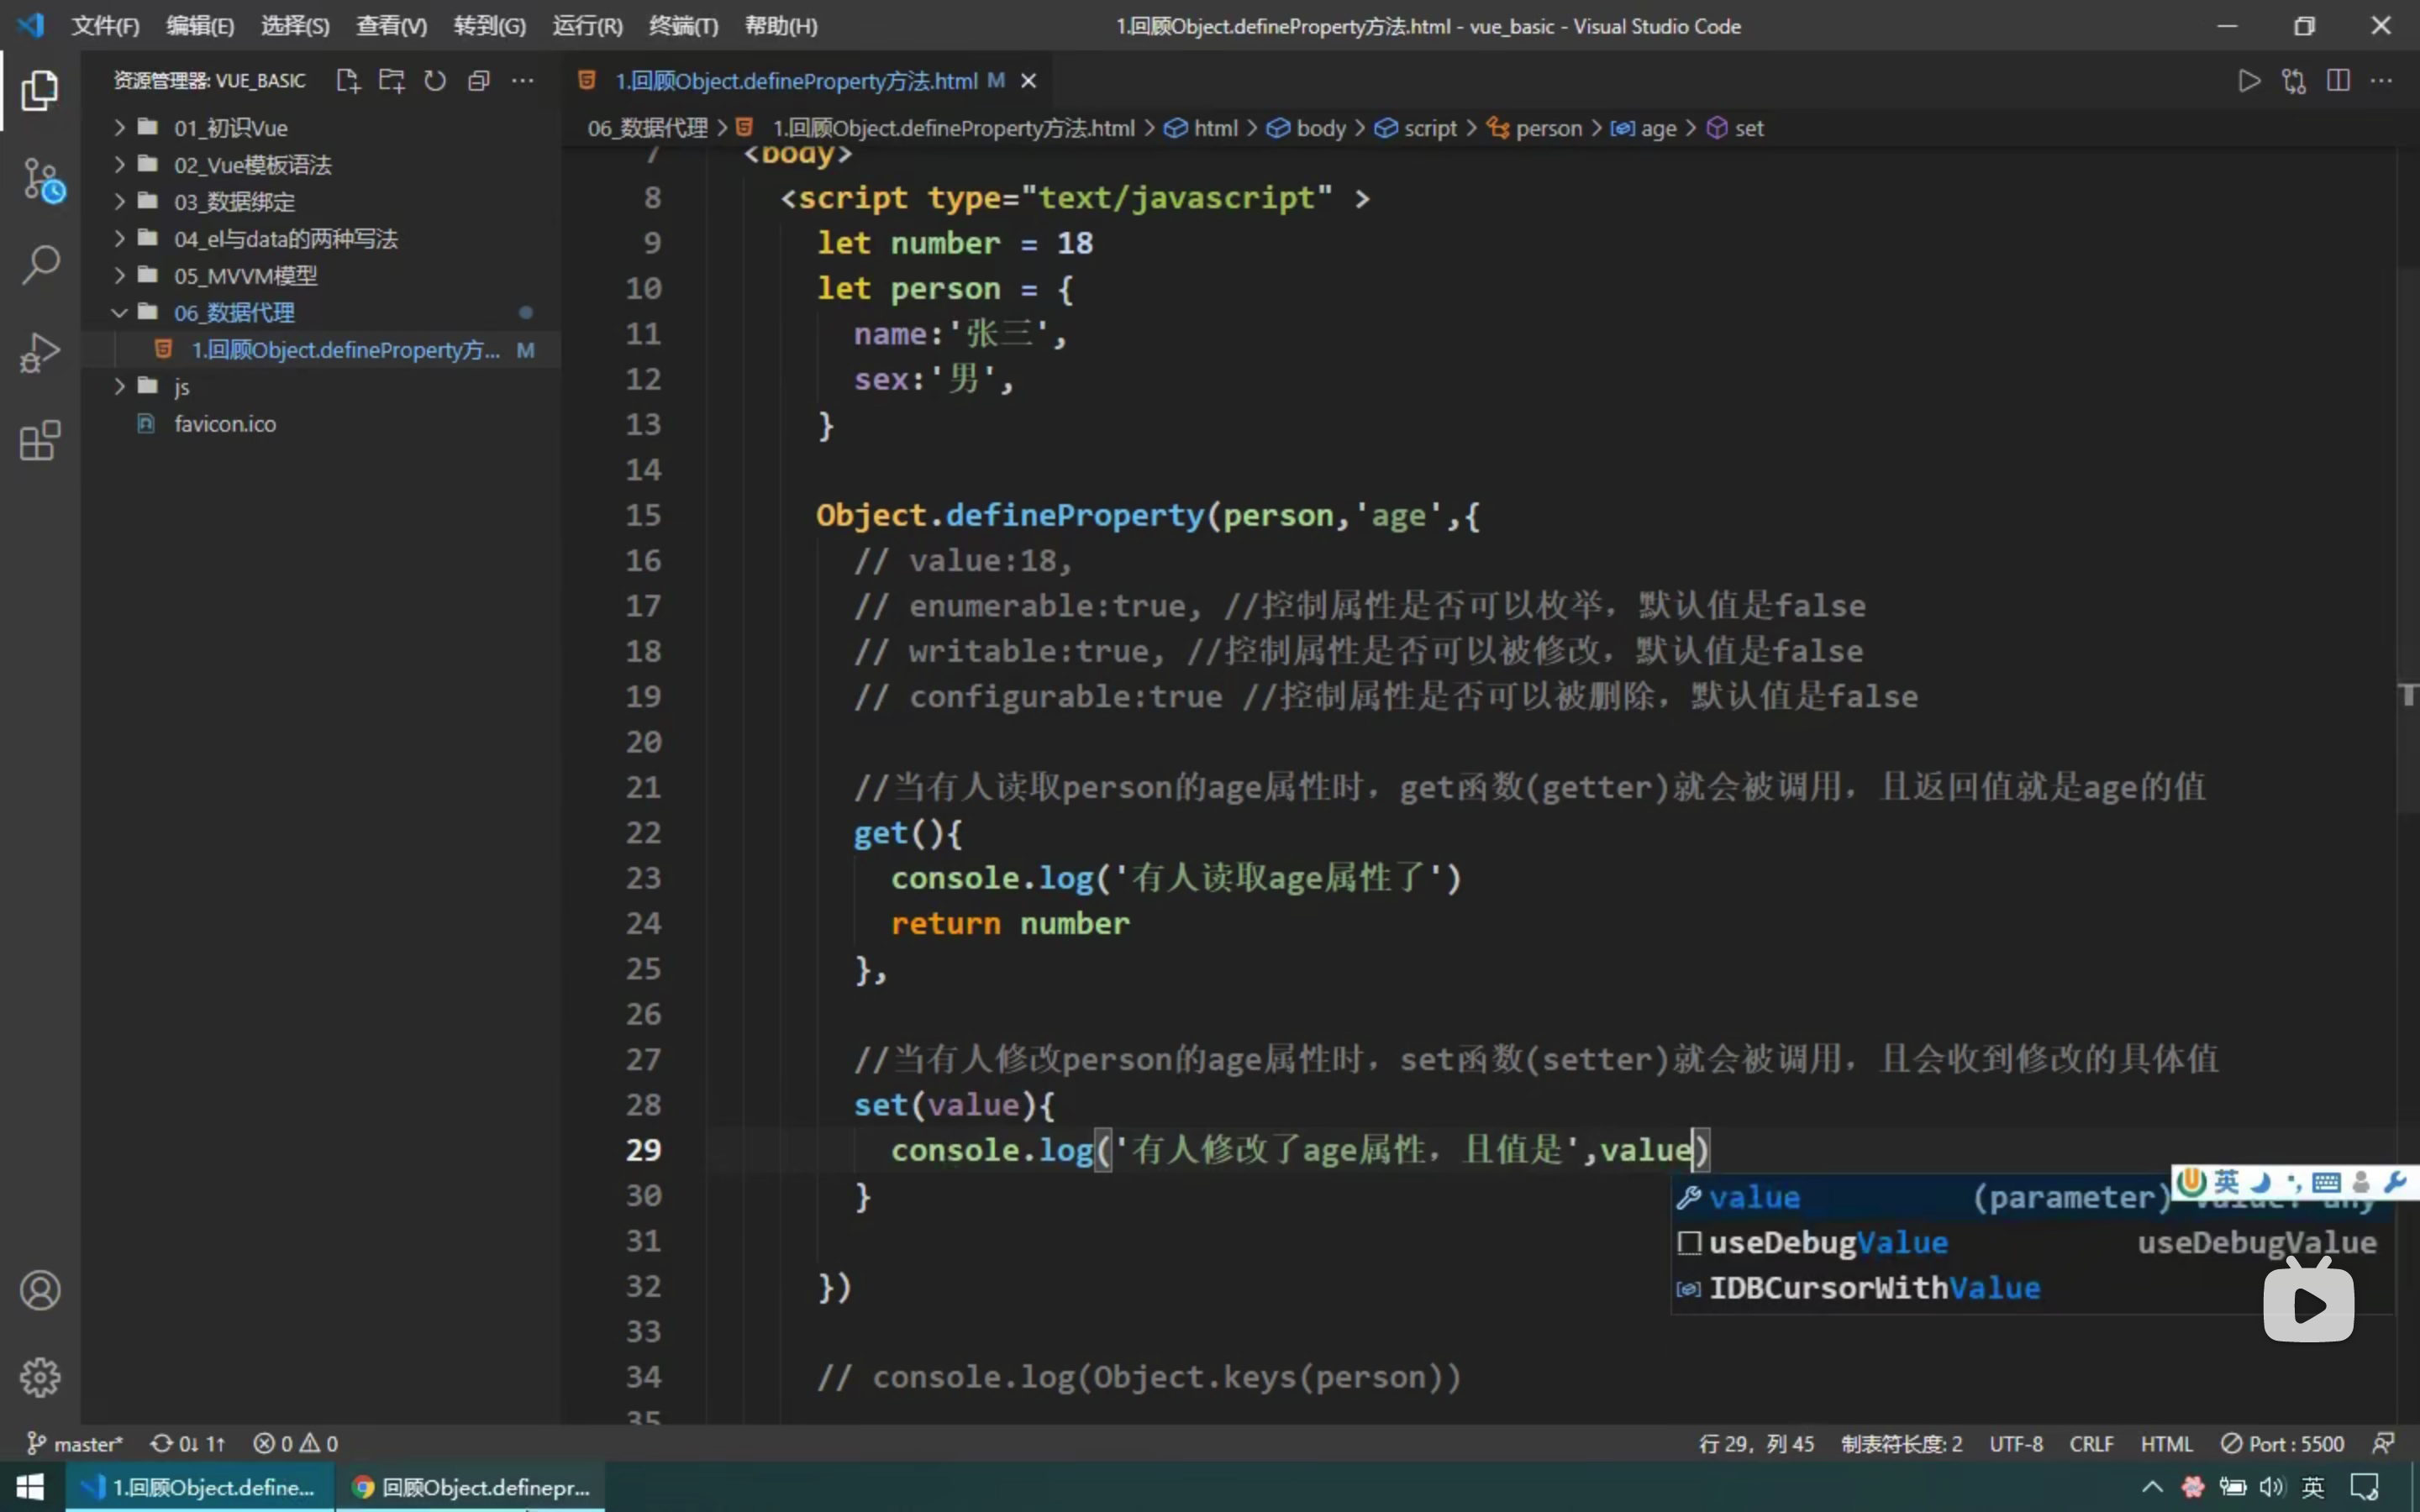 文件(F) 编辑(E) 选择(S) 查看(V) 转到(G) 运行(R) 终端(T) 帮助(H) 1.回顾Object.defineProperty方法.html - vue_basic - Visual Studio Code
资源管理器: VUE_BASIC
01_初识Vue
02_Vue模板语法
03_数据绑定
04_el与data的两种写法
05_MVVM模型
06_数据代理
1.回顾Object.defineProperty方... M
js
favicon.ico
1.回顾Object.defineProperty方法.html M
06_数据代理 > 1.回顾Object.defineProperty方法.html > html > body > script > person > age > set
7 <body>
8 <script type="text/javascript" >
9 let number = 18
10 let person = {
11 name:'张三',
12 sex:'男',
13 }
14
15 Object.defineProperty(person,'age',{
16 // value:18,
17 // enumerable:true, //控制属性是否可以枚举，默认值是false
18 // writable:true, //控制属性是否可以被修改，默认值是false
19 // configurable:true //控制属性是否可以被删除，默认值是false
20
21 //当有人读取person的age属性时，get函数(getter)就会被调用，且返回值就是age的值
22 get(){
23 console.log('有人读取age属性了')
24 return number
25 },
26
27 //当有人修改person的age属性时，set函数(setter)就会被调用，且会收到修改的具体值
28 set(value){
29 console.log('有人修改了age属性，且值是',value)
30 }
31
32 })
33
34 // console.log(Object.keys(person))
35
value (parameter) value: any
英
useDebugValue useDebugValue
IDBCursorWithValue
master* 0↓ 1↑ 0 0 行 29，列 45 制表符长度: 2 UTF-8 CRLF HTML Port : 5500
1.回顾Object.define... 回顾Object.definepr... 英